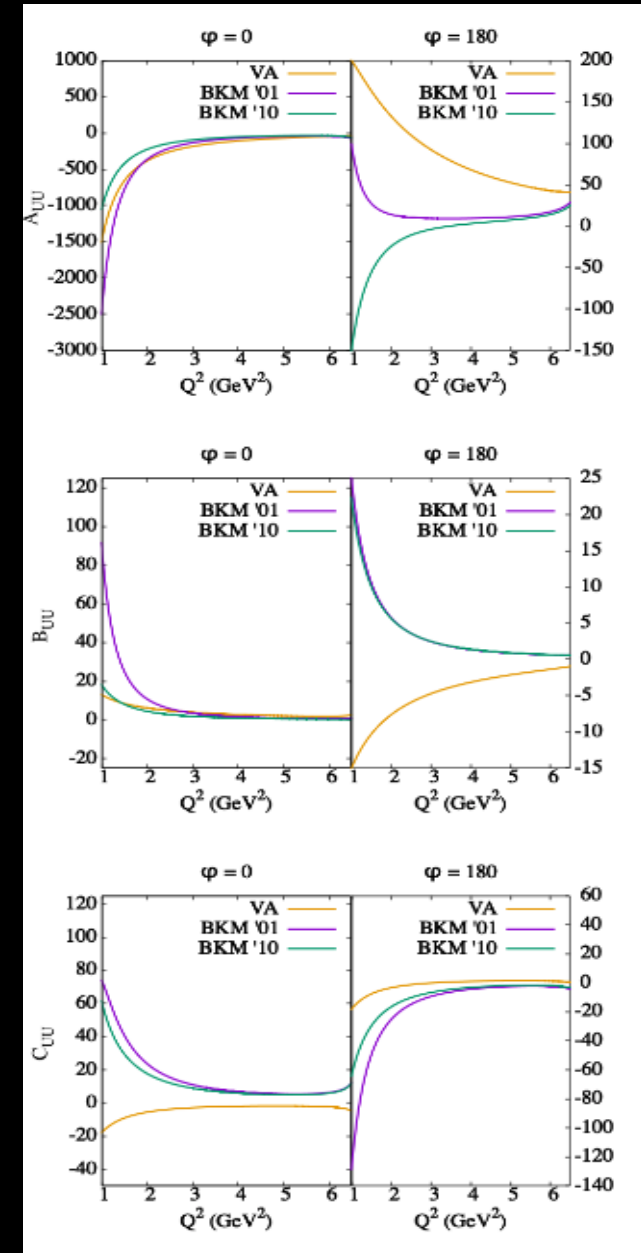 φ = 0 φ = 180
1000 VA VA 200
500 BKM '01 BKM '01 150
BKM '10 BKM '10
0 100
-500
-1000 50
A_UU
-1500 0
-2000 -50
-2500 -100
-3000 -150
1 2 3 4 5 6 1 2 3 4 5 6
Q² (GeV²) Q² (GeV²)
φ = 0 φ = 180
120 VA VA 25
100 BKM '01 BKM '01 20
BKM '10 BKM '10
80 15
60 10
B_UU
40 5
20 0
0 -5
-10
-20 -15
1 2 3 4 5 6 1 2 3 4 5 6
Q² (GeV²) Q² (GeV²)
φ = 0 φ = 180
120 VA VA 60
100 BKM '01 BKM '01 40
BKM '10 BKM '10 20
80 0
60 -20
40 -40
C_UU
20 -60
0 -80
-20 -100
-40 -120
-140
1 2 3 4 5 6 1 2 3 4 5 6
Q² (GeV²) Q² (GeV²)